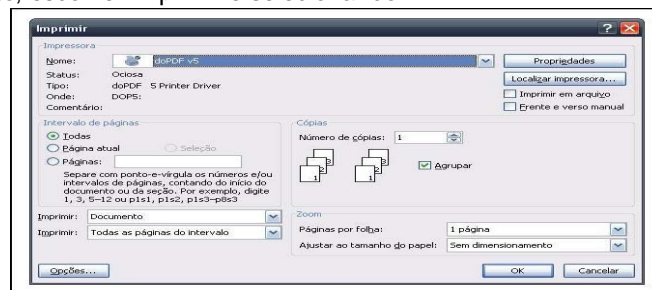 Imprimir
Impressora
Nome: doPDF v5
Propriedades
Status: Ociosa
Localizar impressora...
Tipo: doPDF 5 Printer Driver
Onde: DOP5:
Imprimir em arquivo
Comentário:
Frente e verso manual
Intervalo de páginas
Todas
Página atual
Seleção
Páginas:
Separe com ponto-e-vírgula os números e/ou
intervalos de páginas, contando do início do
documento ou da seção. Por exemplo, digite
1, 3, 5–12 ou p1s1, p1s2, p1s3–p8s3
Cópias
Número de cópias: 1
Agrupar
Imprimir: Documento
Imprimir: Todas as páginas do intervalo
Zoom
Páginas por folha: 1 página
Ajustar ao tamanho do papel: Sem dimensionamento
Opções...
OK
Cancelar